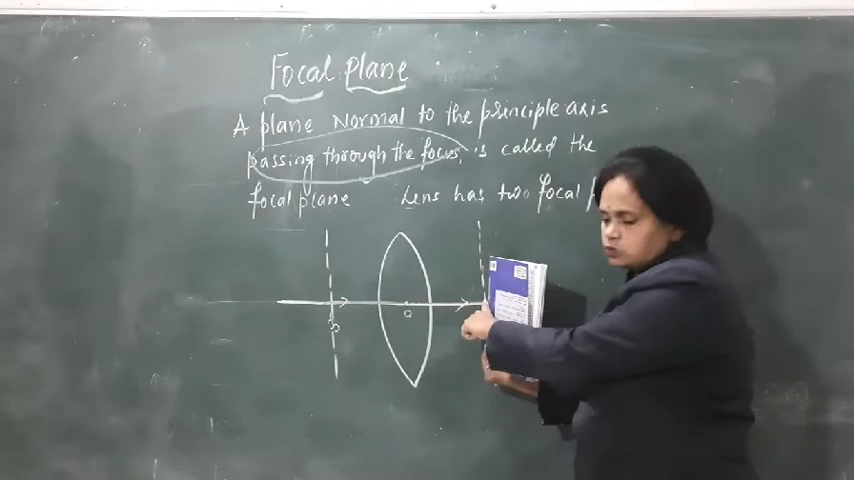 Focal Plane
A plane Normal to the principle axis
passing through the focus, is called the
focal plane Lens has two focal
O